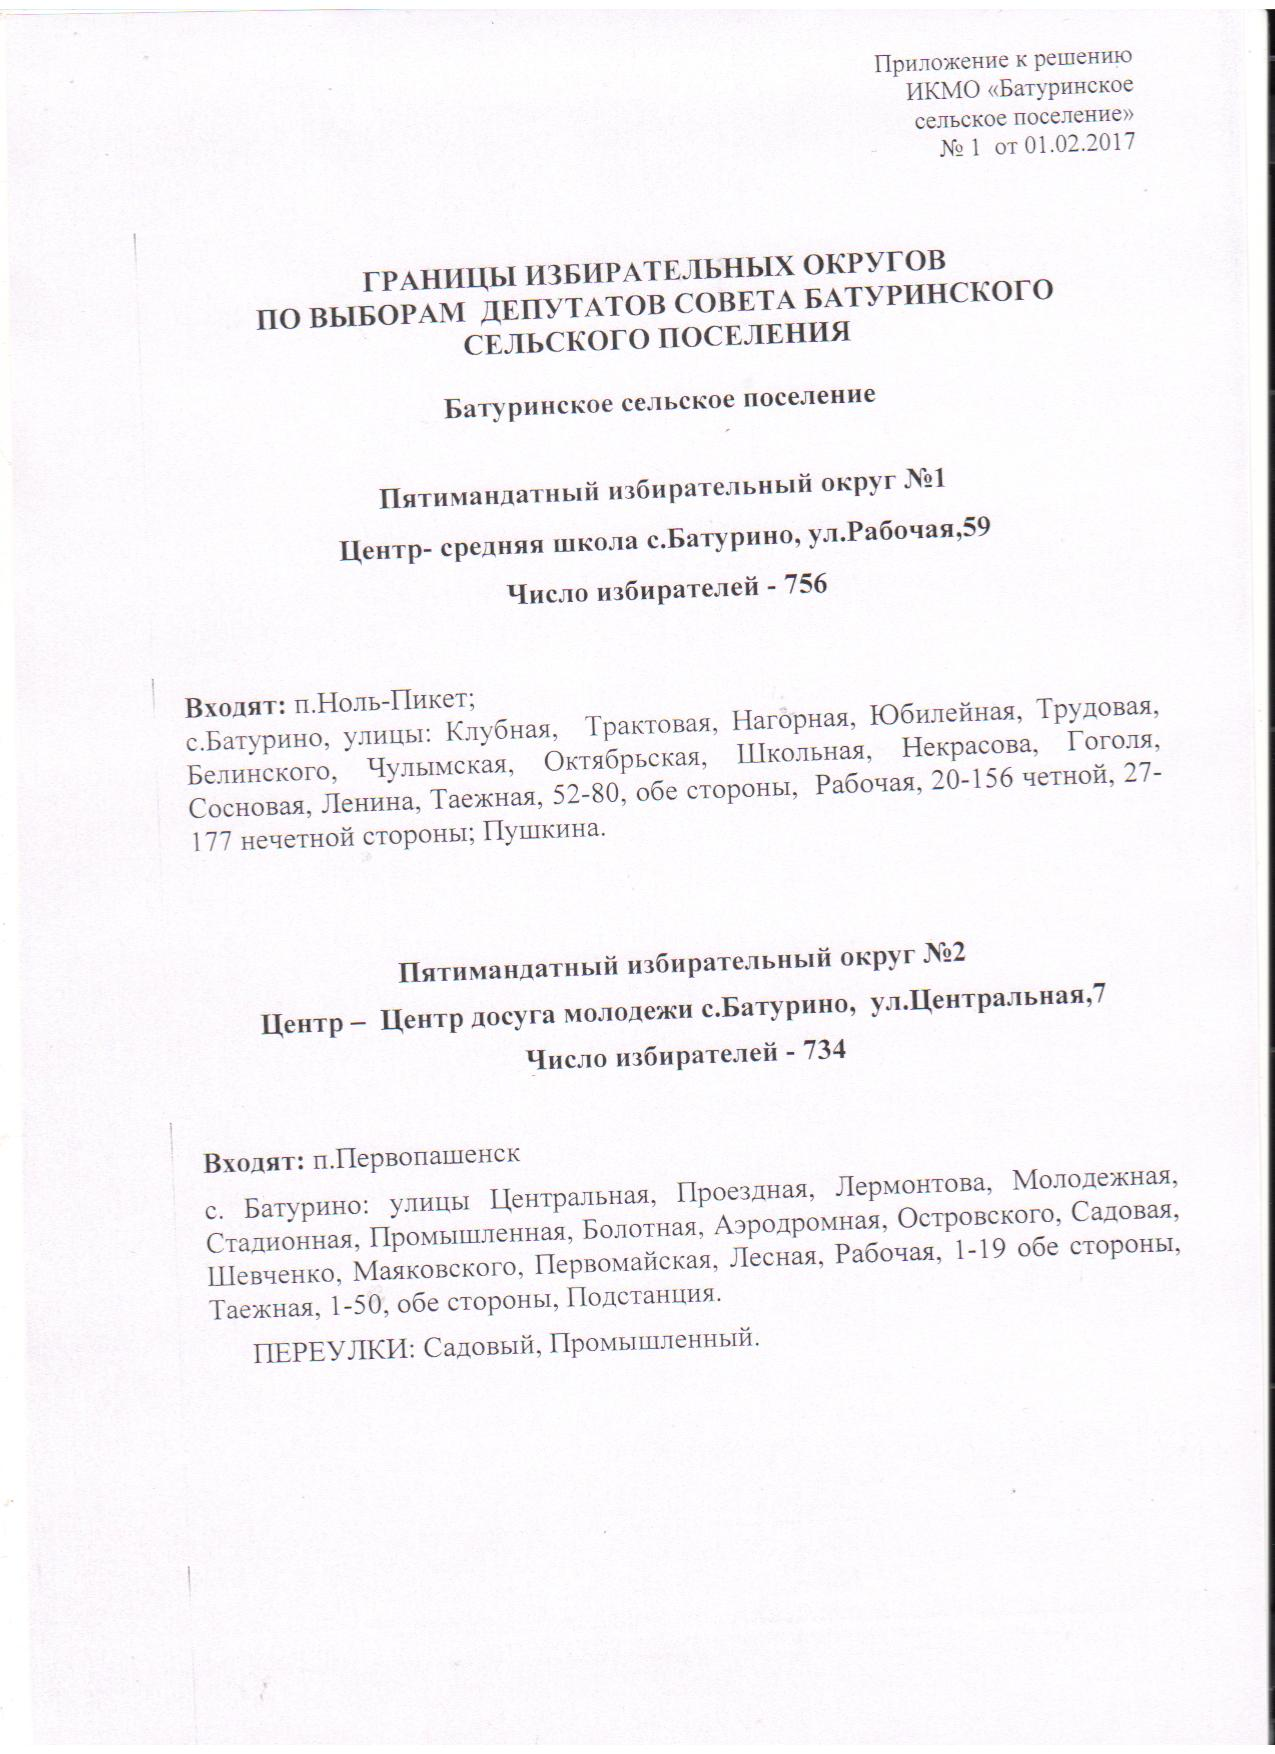 Приложение к решению
ИКМО «Батуринское
сельское поселение»
№ 1 от 01.02.2017
ГРАНИЦЫ ИЗБИРАТЕЛЬНЫХ ОКРУГОВ
ПО ВЫБОРАМ ДЕПУТАТОВ СОВЕТА БАТУРИНСКОГО
СЕЛЬСКОГО ПОСЕЛЕНИЯ
Батуринское сельское поселение
Пятимандатный избирательный округ №1
Центр- средняя школа с.Батурино, ул.Рабочая,59
Число избирателей - 756
Входят: п.Ноль-Пикет;
с.Батурино, улицы: Клубная, Трактовая, Нагорная, Юбилейная, Трудовая,
Белинского, Чулымская, Октябрьская, Школьная, Некрасова, Гоголя,
Сосновая, Ленина, Таежная, 52-80, обе стороны, Рабочая, 20-156 четной, 27-
177 нечетной стороны; Пушкина.
Пятимандатный избирательный округ №2
Центр – Центр досуга молодежи с.Батурино, ул.Центральная,7
Число избирателей - 734
Входят: п.Первопашенск
с. Батурино: улицы Центральная, Проездная, Лермонтова, Молодежная,
Стадионная, Промышленная, Болотная, Аэродромная, Островского, Садовая,
Шевченко, Маяковского, Первомайская, Лесная, Рабочая, 1-19 обе стороны,
Таежная, 1-50, обе стороны, Подстанция.
ПЕРЕУЛКИ: Садовый, Промышленный.